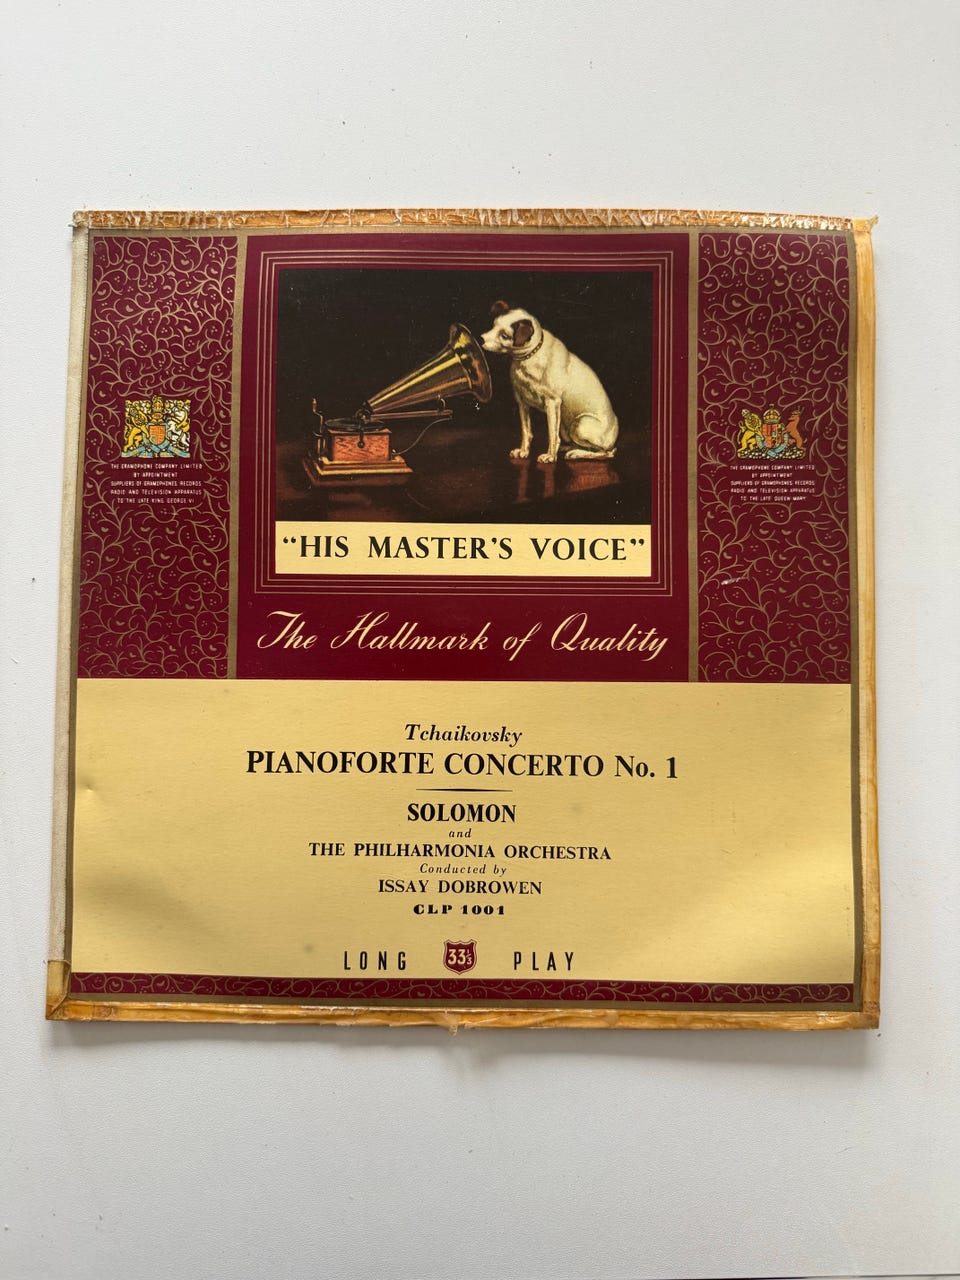 THE GRAMOPHONE COMPANY LIMITED
BY APPOINTMENT
SUPPLIERS OF GRAMOPHONES RECORDS
RADIO AND TELEVISION APPARATUS
TO THE LATE KING GEORGE VI
THE GRAMOPHONE COMPANY LIMITED
BY APPOINTMENT
SUPPLIERS OF GRAMOPHONES RECORDS
RADIO AND TELEVISION APPARATUS
TO THE LATE QUEEN MARY
“HIS MASTER’S VOICE”
The Hallmark of Quality
Tchaikovsky
PIANOFORTE CONCERTO No. 1
SOLOMON
and
THE PHILHARMONIA ORCHESTRA
Conducted by
ISSAY DOBROWEN
CLP 1001
LONG 33⅓ PLAY